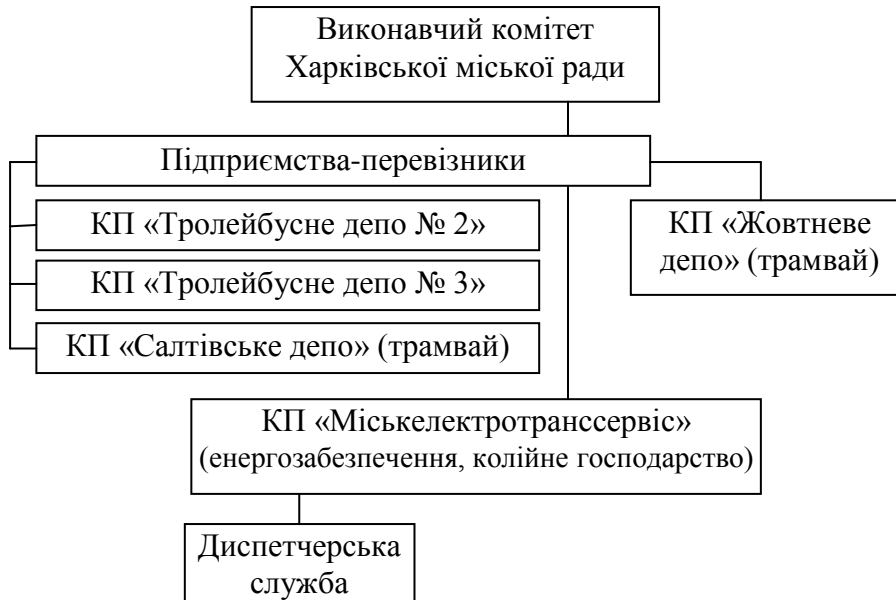 Виконавчий комітет
Харківської міської ради
Підприємства-перевізники
КП «Тролейбусне депо № 2»
КП «Тролейбусне депо № 3»
КП «Салтівське депо» (трамвай)
КП «Жовтневе
депо» (трамвай)
КП «Міськелектротранссервіс»
(енергозабезпечення, колійне господарство)
Диспетчерська
служба